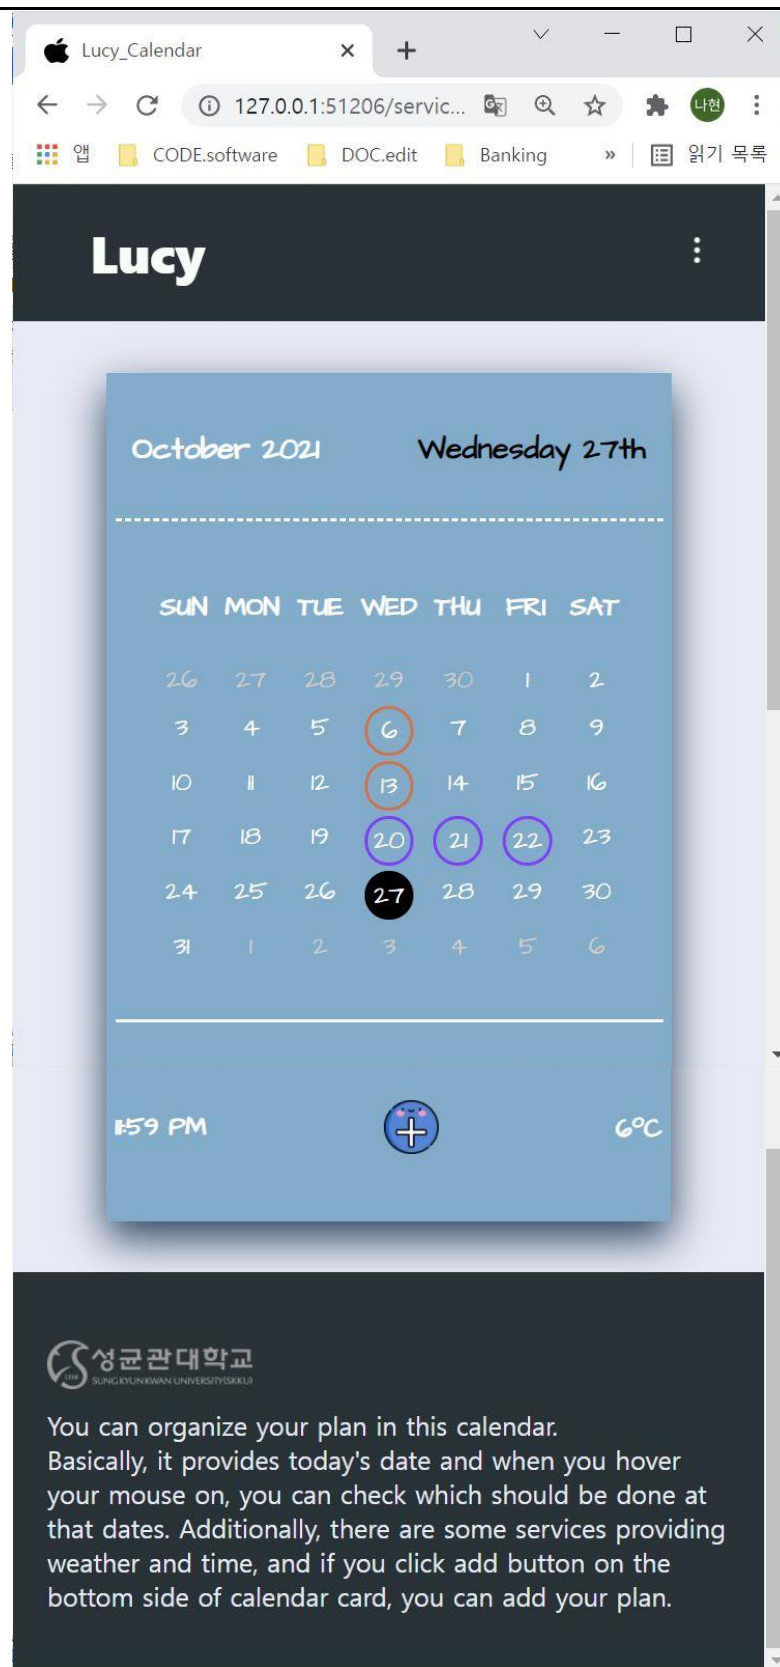 Lucy_Calendar
127.0.0.1:51206/servic...
나현
앱 CODE.software DOC.edit Banking » 읽기 목록
Lucy
October 2021 Wednesday 27th
SUN MON TUE WED THU FRI SAT
26 27 28 29 30 1 2
3 4 5 6 7 8 9
10 11 12 13 14 15 16
17 18 19 20 21 22 23
24 25 26 27 28 29 30
31 1 2 3 4 5 6
11:59 PM 6°C
성균관대학교
SUNGKYUNKWAN UNIVERSITY(SKKU)
You can organize your plan in this calendar.
Basically, it provides today's date and when you hover
your mouse on, you can check which should be done at
that dates. Additionally, there are some services providing
weather and time, and if you click add button on the
bottom side of calendar card, you can add your plan.